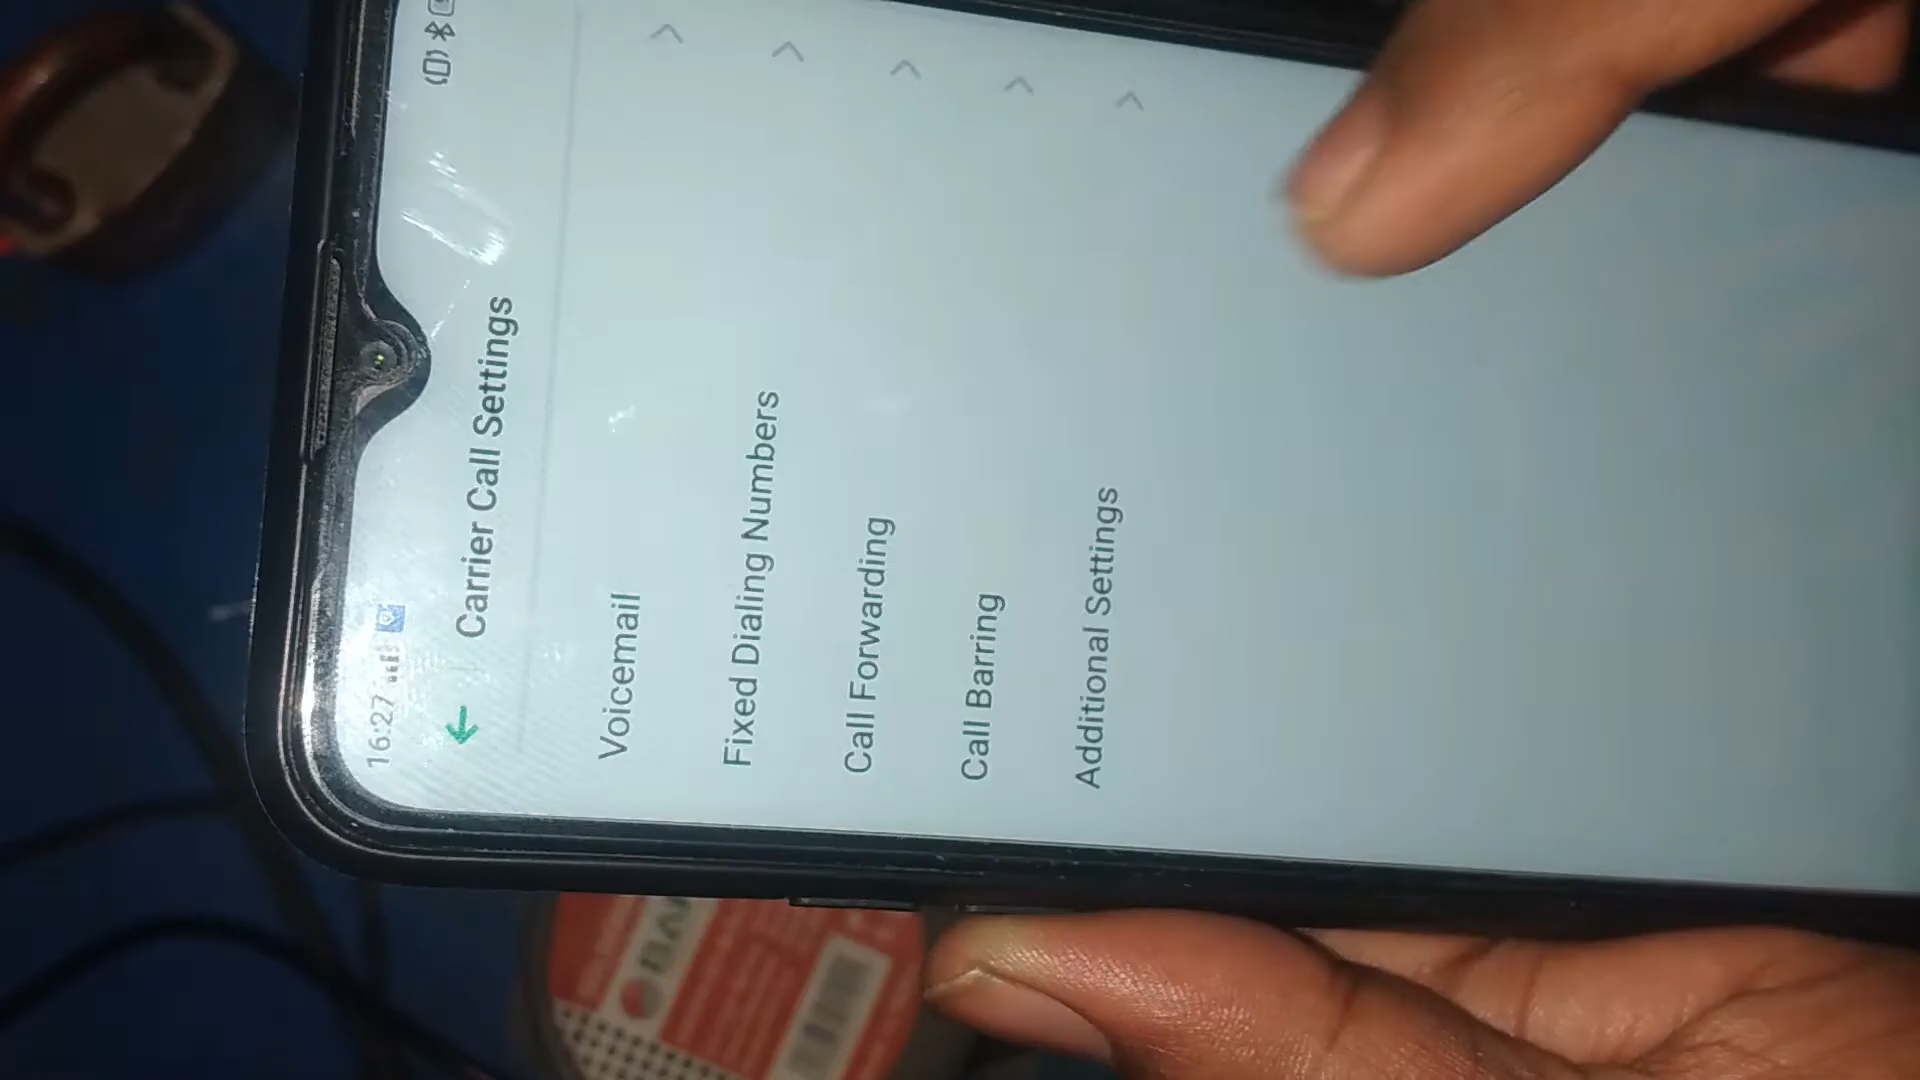 16:27
Carrier Call Settings
Voicemail
Fixed Dialing Numbers
Call Forwarding
Call Barring
Additional Settings